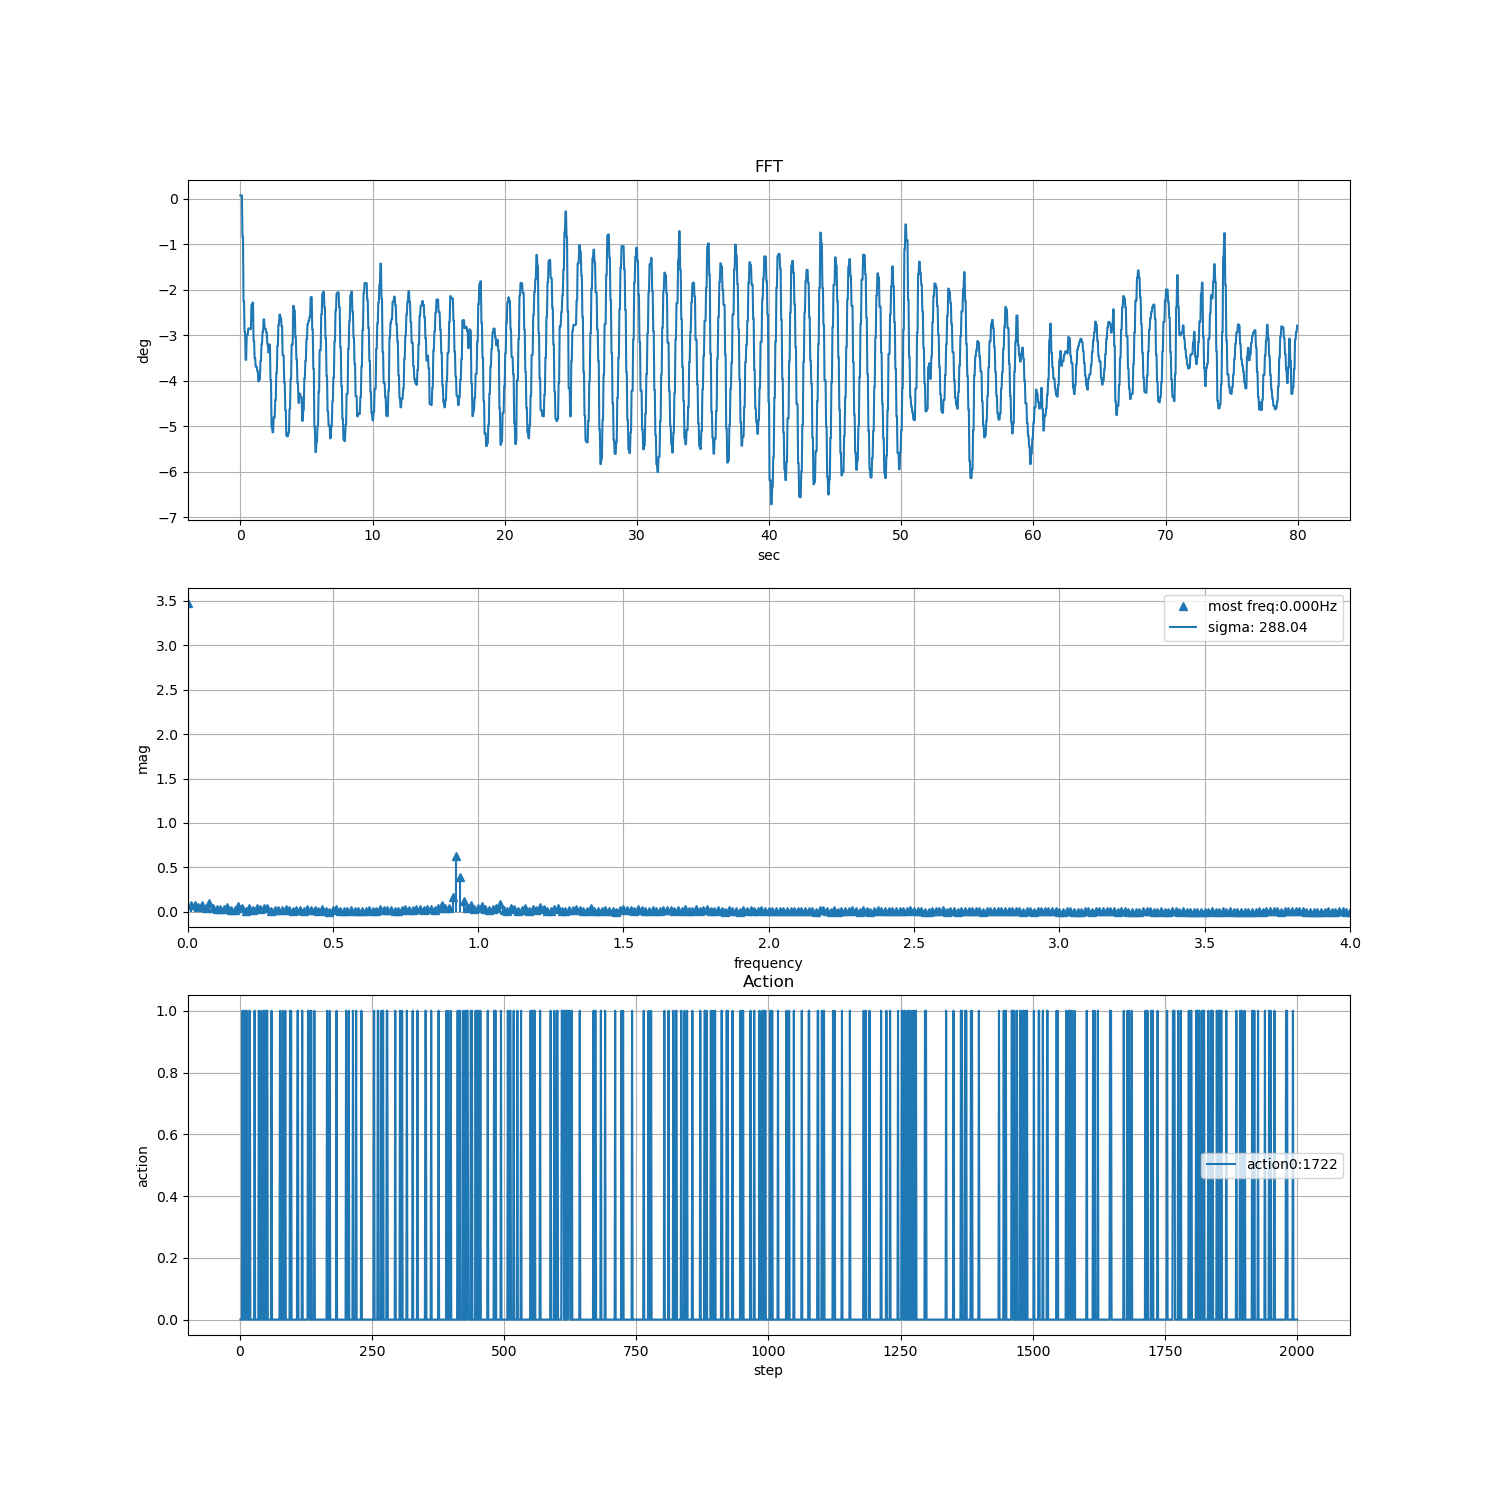 FFT
0
−1
−2
−3
−4
−5
−6
−7
deg
0 10 20 30 40 50 60 70 80
sec
3.5
3.0
2.5
2.0
1.5
1.0
0.5
0.0
mag
most freq:0.000Hz
sigma: 288.04
0.0 0.5 1.0 1.5 2.0 2.5 3.0 3.5 4.0
frequency
Action
1.0
0.8
0.6
0.4
0.2
0.0
action
action0:1722
0 250 500 750 1000 1250 1500 1750 2000
step